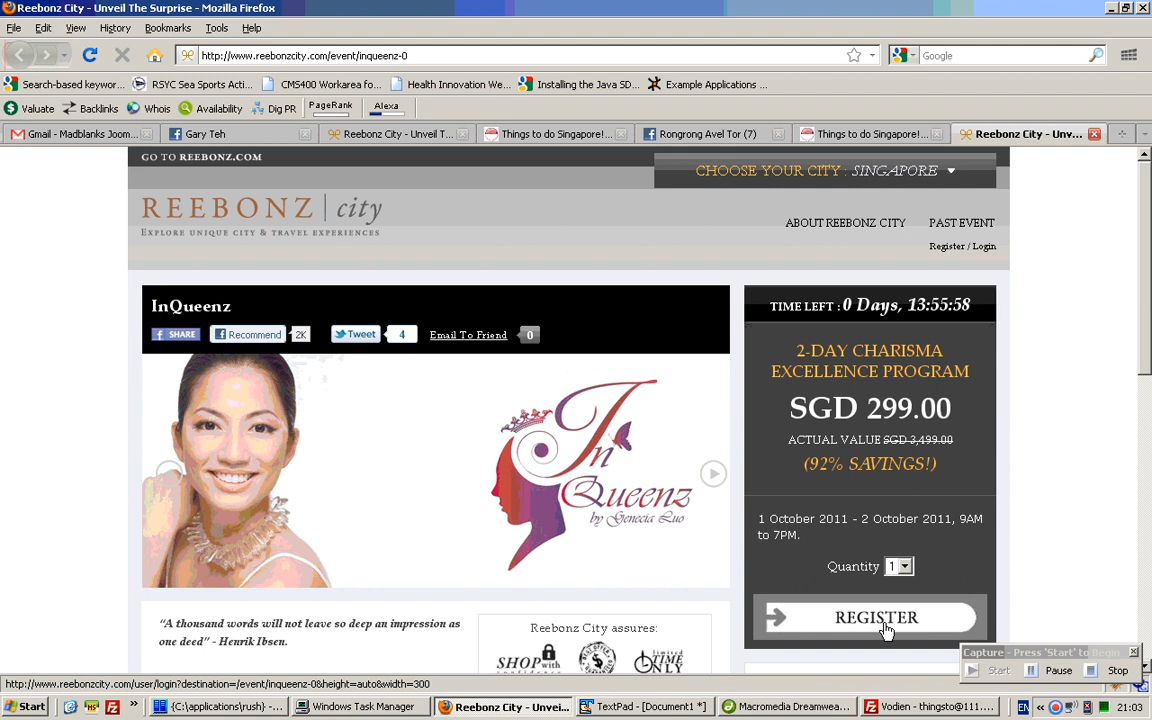 Reebonz City - Unveil The Surprise - Mozilla Firefox
File Edit View History Bookmarks Tools Help
http://www.reebonzcity.com/event/inqueenz-0
Google
Search-based keywor... RSYC Sea Sports Acti... CMS400 Workarea fo... Health Innovation We... Installing the Java SD... Example Applications ...
Valuate Backlinks Whois Availability Dig PR PageRank Alexa
Gmail - Madblanks Joom... Gary Teh Reebonz City - Unveil T... Things to do Singapore!... Rongrong Avel Tor (7) Things to do Singapore!... Reebonz City - Unv...
GO TO REEBONZ.COM
CHOOSE YOUR CITY : SINGAPORE
REEBONZ | city
EXPLORE UNIQUE CITY & TRAVEL EXPERIENCES
ABOUT REEBONZ CITY PAST EVENT
Register / Login
InQueenz
SHARE Recommend 2K Tweet 4 Email To Friend 0
In
Queenz
by Genecia Luo
TIME LEFT : 0 Days, 13:55:58
2-DAY CHARISMA
EXCELLENCE PROGRAM
SGD 299.00
ACTUAL VALUE SGD 3,499.00
(92% SAVINGS!)
1 October 2011 - 2 October 2011, 9AM
to 7PM.
Quantity 1
REGISTER
“A thousand words will not leave so deep an impression as
one deed” - Henrik Ibsen.
Reebonz City assures:
SHOP with
limited
TIME ONLY
Capture - Press 'Start' to Begin
Start Pause Stop
http://www.reebonzcity.com/user/login?destination=/event/inqueenz-0&height=auto&width=300
Start {C:\applications\rush} -... Windows Task Manager Reebonz City - Unvei... TextPad - [Document1 *] Macromedia Dreamwea... Vodien - thingsto@111.... EN 21:03